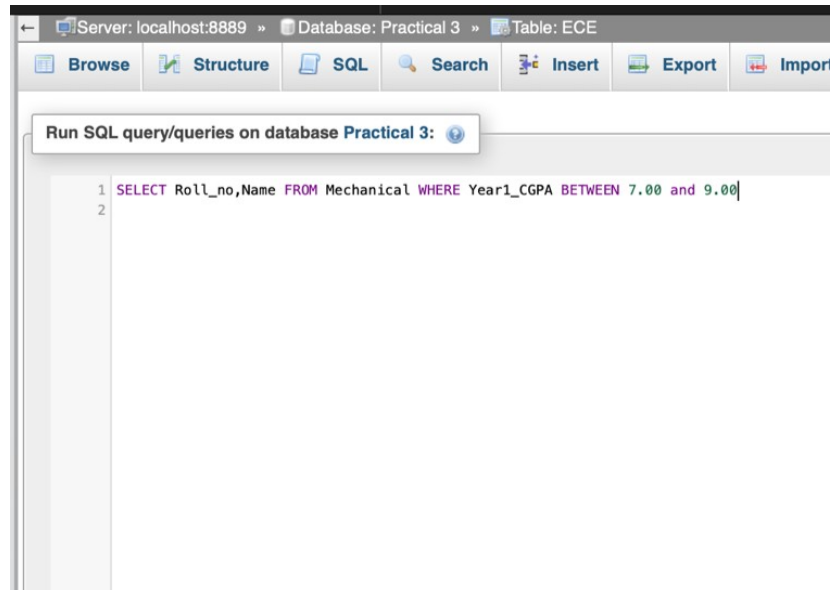 ← Server: localhost:8889 » Database: Practical 3 » Table: ECE
Browse Structure SQL Search Insert Export Import
Run SQL query/queries on database Practical 3:
1 SELECT Roll_no,Name FROM Mechanical WHERE Year1_CGPA BETWEEN 7.00 and 9.00
2